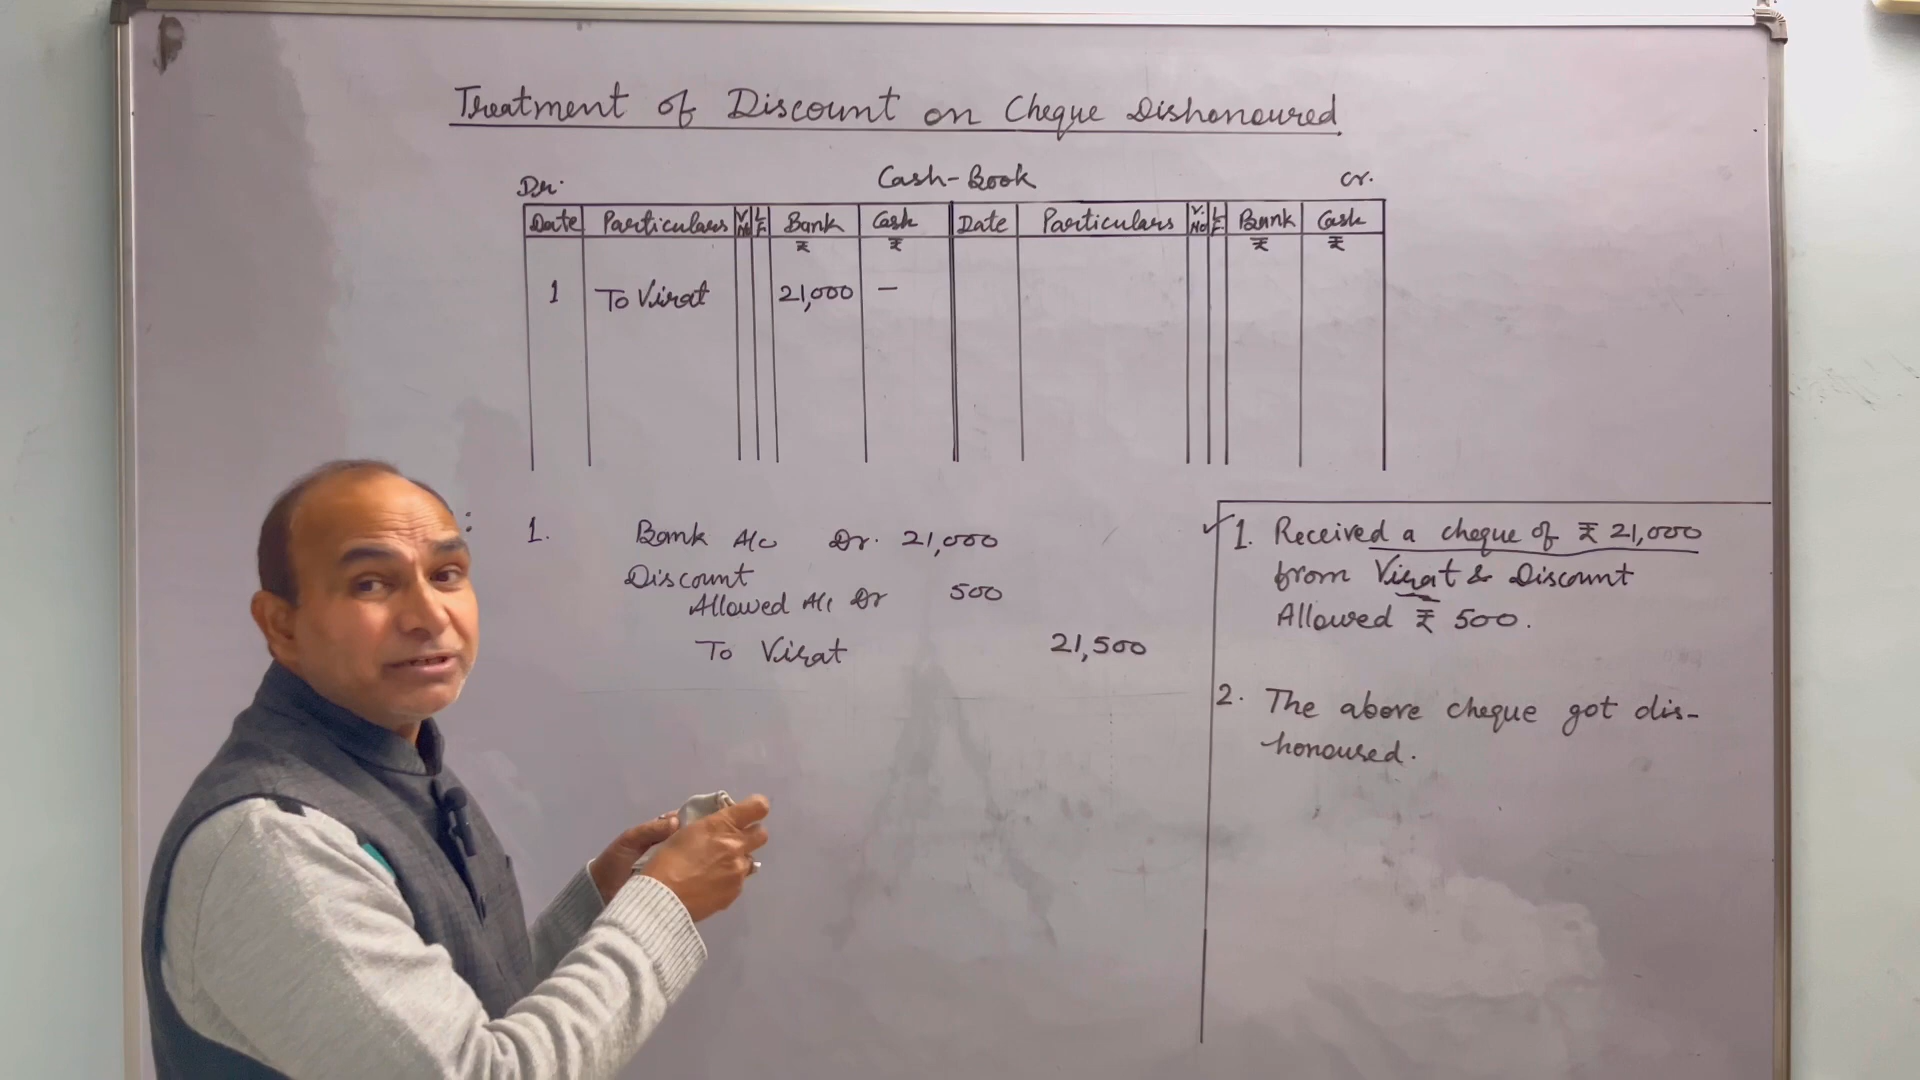 Treatment of Discount on Cheque Dishonoured.
Dr. Cash-Book Cr.
Date Particulars V. No L.F. Bank Cash Date Particulars V. No L.F. Bank Cash
₹ ₹ ₹ ₹
1 To Virat 21,000 —
: 1. Bank A/c Dr. 21,000
Discount
Allowed A/c Dr 500
To Virat 21,500
✓ 1. Received a cheque of ₹ 21,000
from Virat & Discount
Allowed ₹ 500.
2. The above cheque got dis-
honoured.